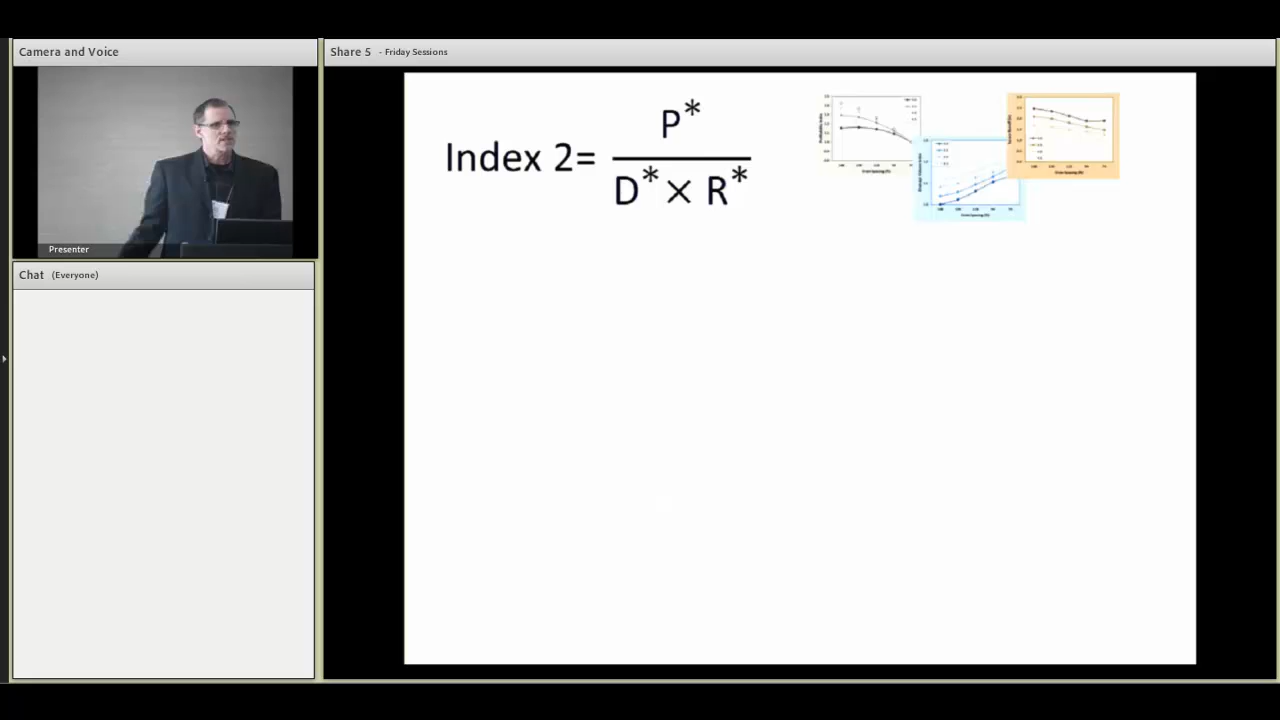 Camera and Voice
Share 5 - Friday Sessions
Presenter
Chat (Everyone)
P*
Index 2=
D* × R*